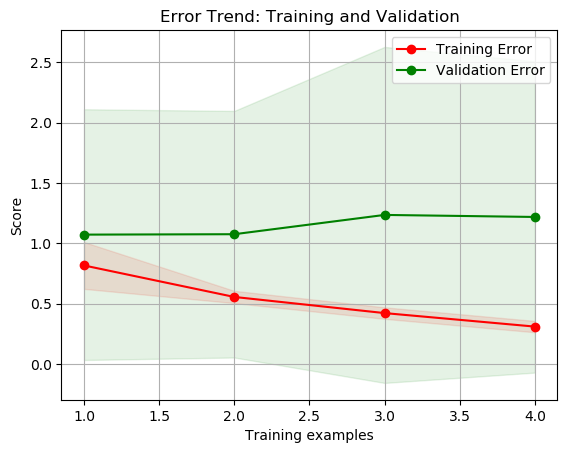 Error Trend: Training and Validation
Training Error
Validation Error
2.5
2.0
1.5
1.0
0.5
0.0
Score
1.0 1.5 2.0 2.5 3.0 3.5 4.0
Training examples